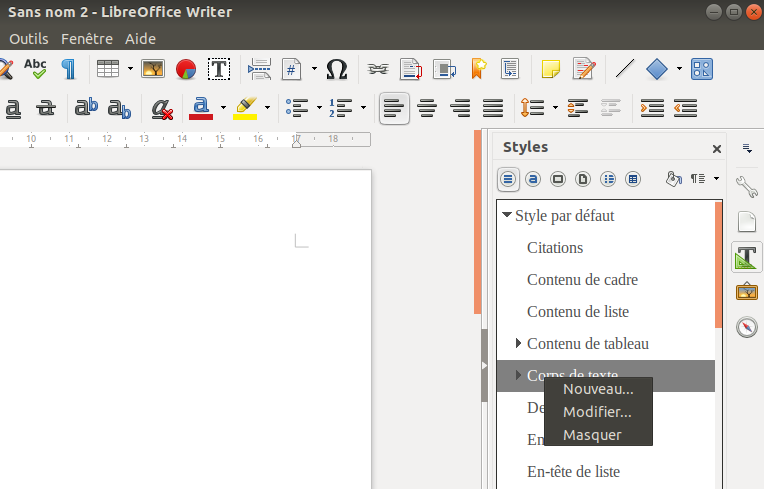 Sans nom 2 - LibreOffice Writer
Outils Fenêtre Aide
Abc
10 11 12 13 14 15 16 17 18
Styles
Style par défaut
Citations
Contenu de cadre
Contenu de liste
Contenu de tableau
Corps de texte
Nouveau...
De
Modifier...
En
Masquer
En-tête de liste